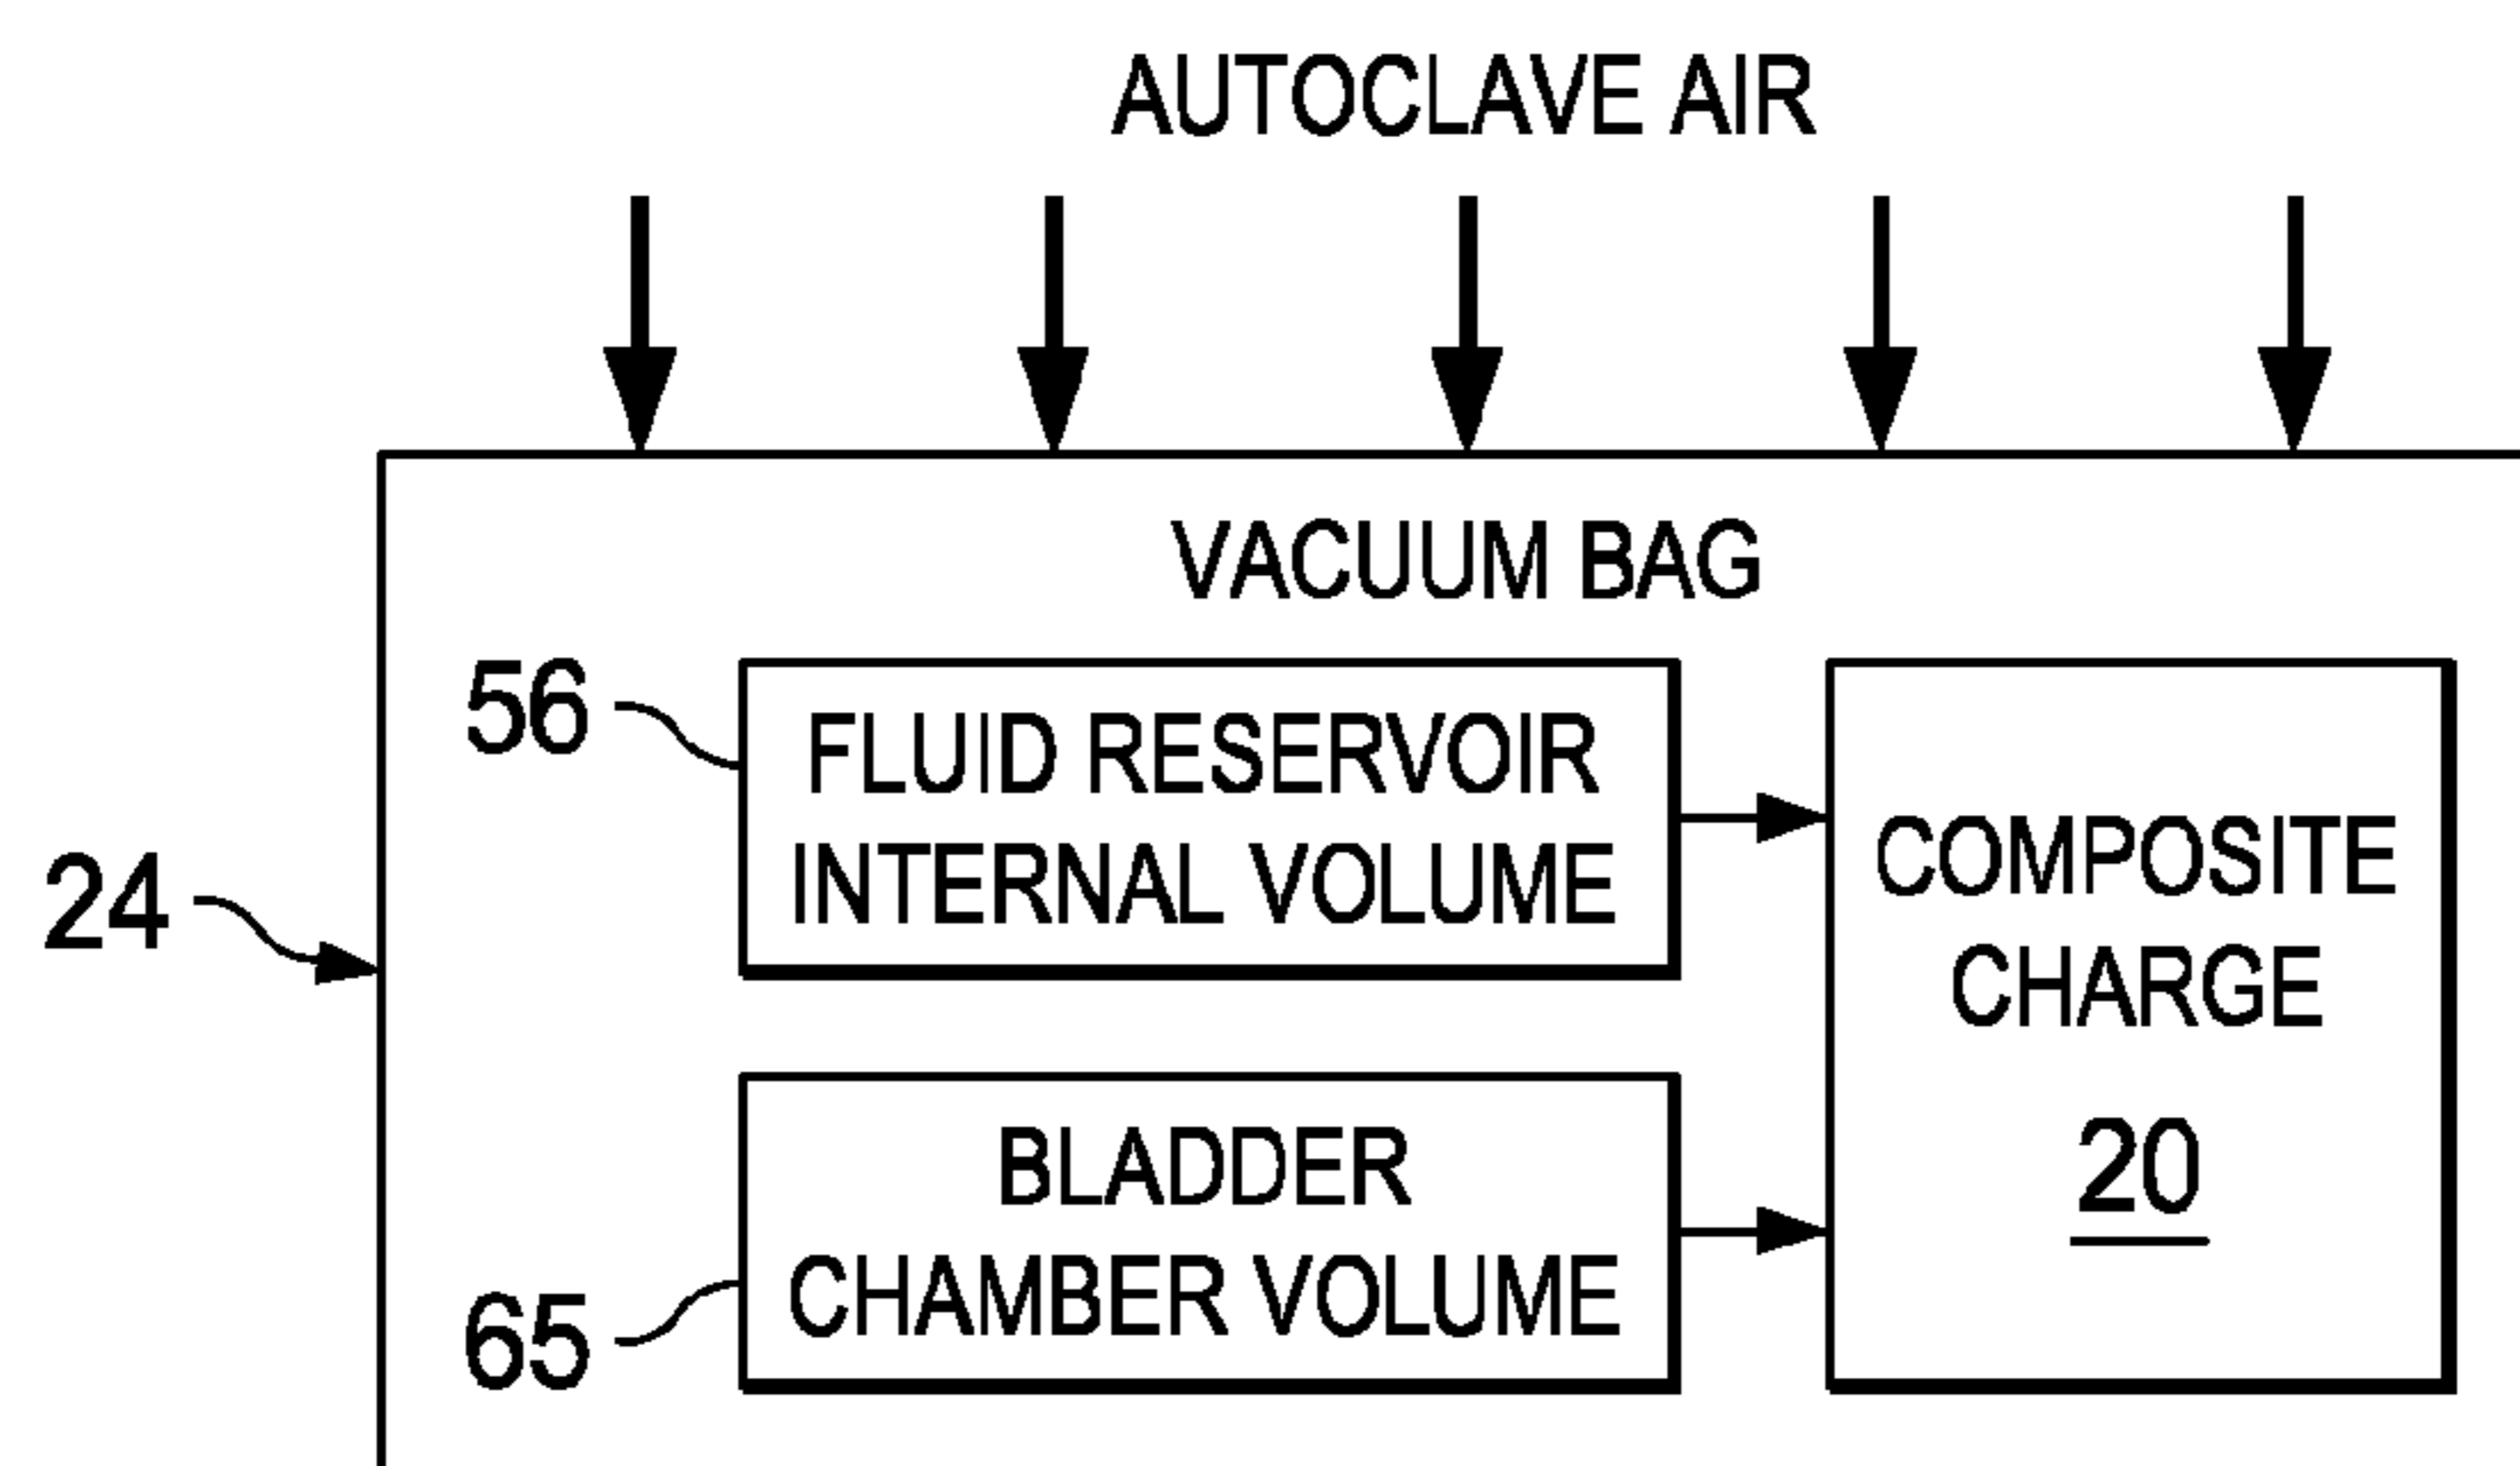 AUTOCLAVE AIR
VACUUM BAG
56
FLUID RESERVOIR
INTERNAL VOLUME
24
COMPOSITE
CHARGE
20
BLADDER
CHAMBER VOLUME
65